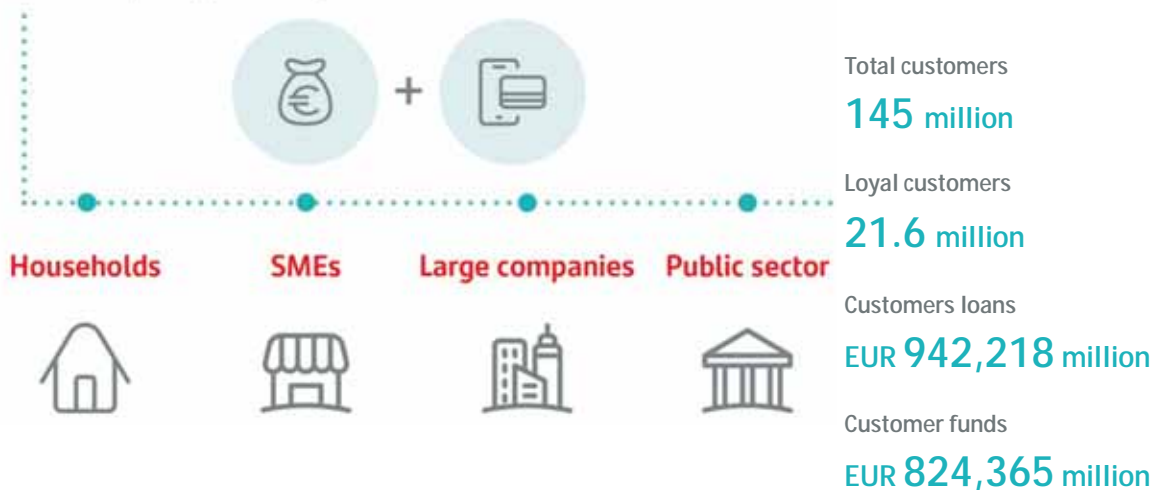 Households
SMEs
Large companies
Public sector
Total customers
145 million
Loyal customers
21.6 million
Customers loans
EUR 942,218 million
Customer funds
EUR 824,365 million